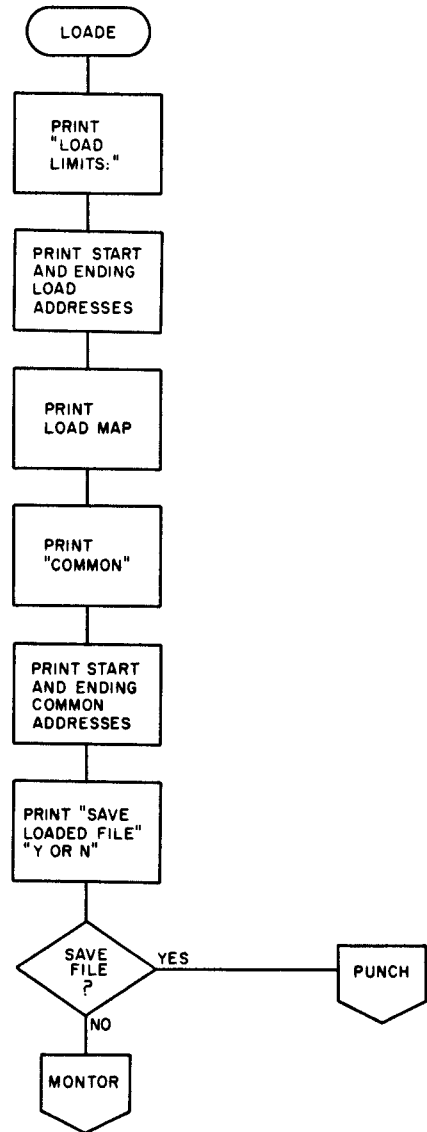 LOADE
PRINT
"LOAD
LIMITS:"
PRINT START
AND ENDING
LOAD
ADDRESSES
PRINT
LOAD MAP
PRINT
"COMMON"
PRINT START
AND ENDING
COMMON
ADDRESSES
PRINT "SAVE
LOADED FILE"
"Y OR N"
SAVE
FILE
?
YES
PUNCH
NO
MONTOR